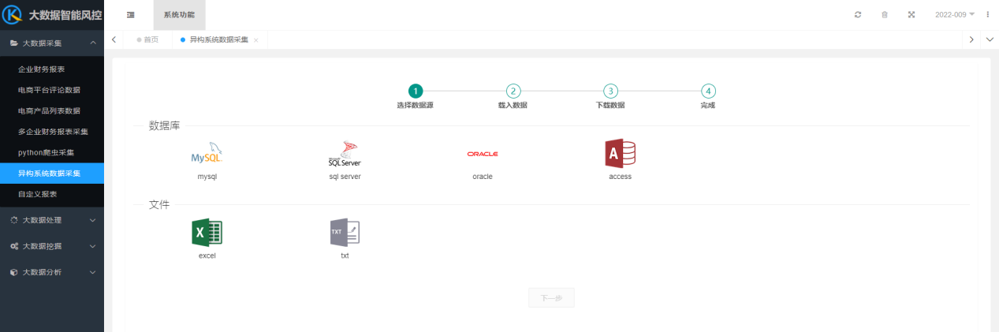 大数据智能风控
系统功能
2022-009
大数据采集
首页
异构系统数据采集
企业财务报表
电商平台评论数据
电商产品列表数据
多企业财务报表采集
python爬虫采集
异构系统数据采集
自定义报表
大数据处理
大数据挖掘
大数据分析
1 2 3 4
选择数据源 载入数据 下载数据 完成
数据库
MySQL
SQL Server
ORACLE
A
mysql sql server oracle access
文件
X
TXT
excel txt
下一步